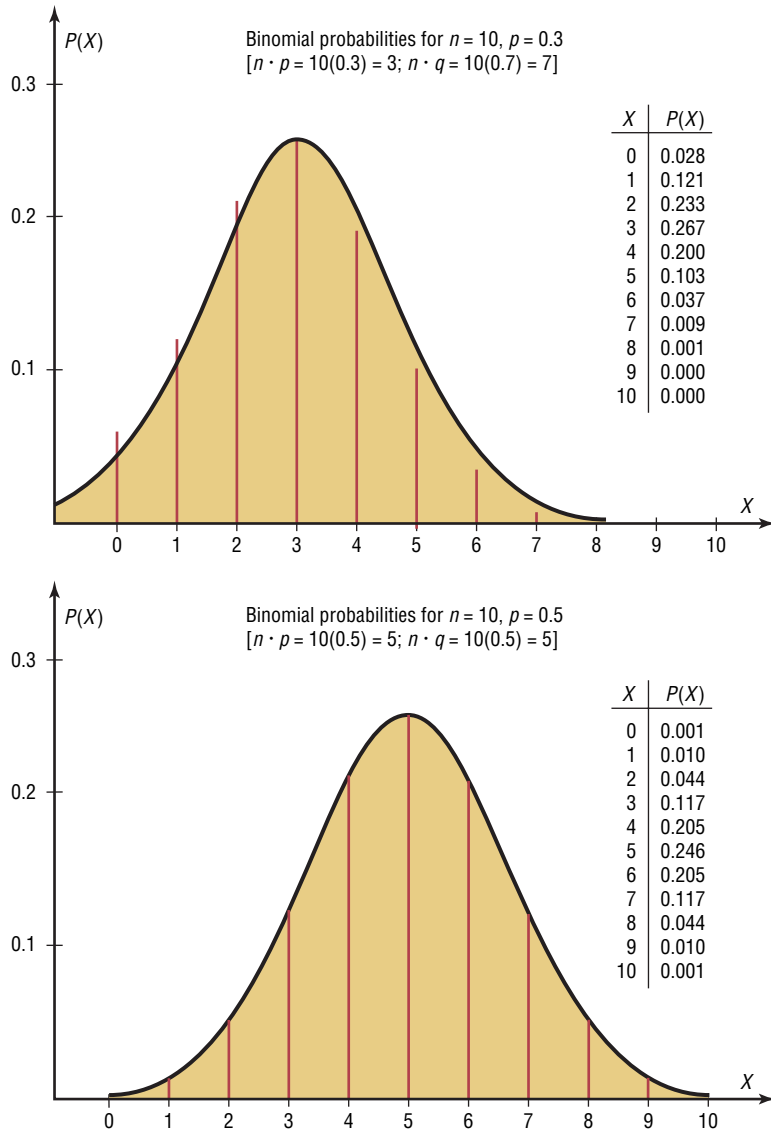 P(X)
Binomial probabilities for n = 10, p = 0.3
[n · p = 10(0.3) = 3; n · q = 10(0.7) = 7]
0.3
0.2
0.1
X P(X)
0 0.028
1 0.121
2 0.233
3 0.267
4 0.200
5 0.103
6 0.037
7 0.009
8 0.001
9 0.000
10 0.000
X
0 1 2 3 4 5 6 7 8 9 10
P(X)
Binomial probabilities for n = 10, p = 0.5
[n · p = 10(0.5) = 5; n · q = 10(0.5) = 5]
0.3
0.2
0.1
X P(X)
0 0.001
1 0.010
2 0.044
3 0.117
4 0.205
5 0.246
6 0.205
7 0.117
8 0.044
9 0.010
10 0.001
X
0 1 2 3 4 5 6 7 8 9 10